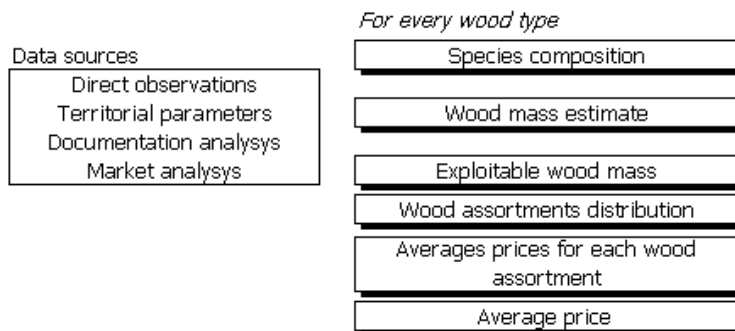 For every wood type
Data sources
Direct observations
Territorial parameters
Documentation analysys
Market analysys
Species composition
Wood mass estimate
Exploitable wood mass
Wood assortments distribution
Averages prices for each wood
assortment
Average price